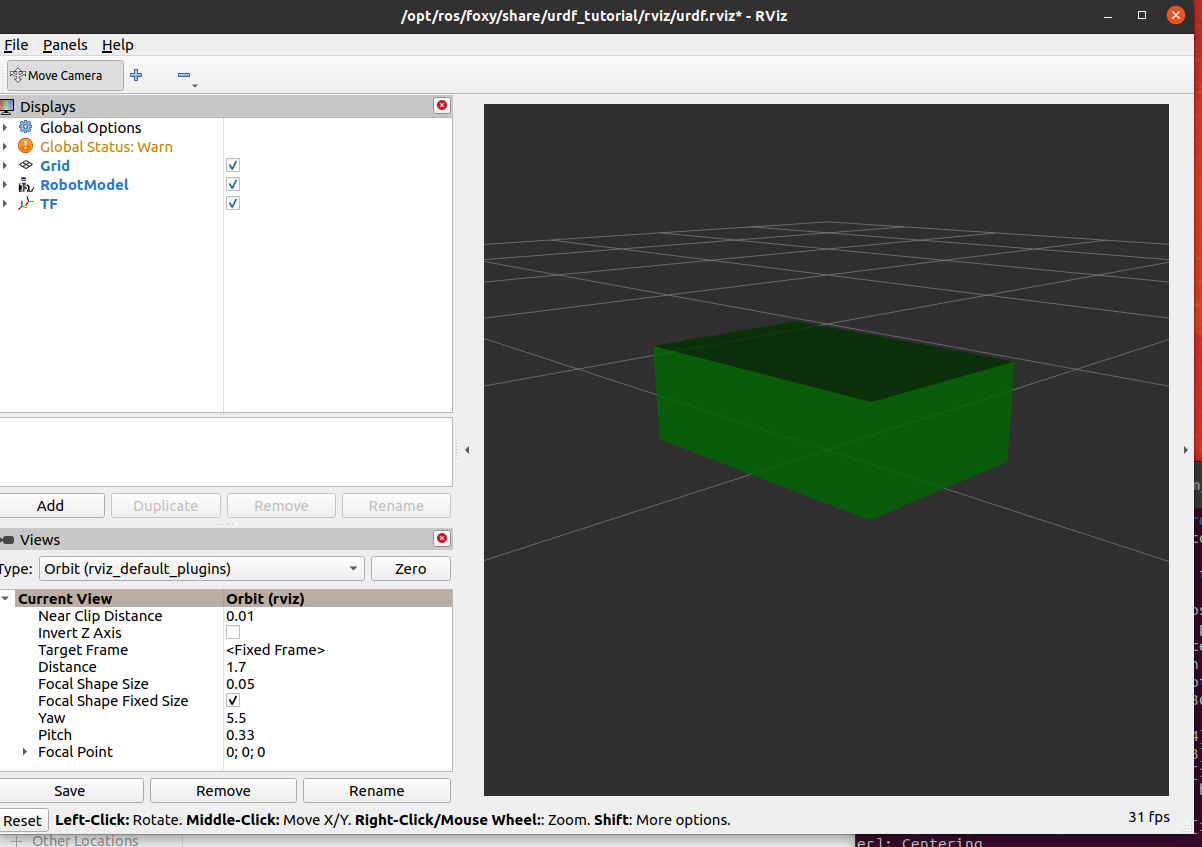 /opt/ros/foxy/share/urdf_tutorial/rviz/urdf.rviz* - RViz
File Panels Help
Move Camera
Displays
Global Options
Global Status: Warn
Grid
RobotModel
TF
Add Duplicate Remove Rename
Views
Type: Orbit (rviz_default_plugins) Zero
Current View Orbit (rviz)
Near Clip Distance 0.01
Invert Z Axis
Target Frame <Fixed Frame>
Distance 1.7
Focal Shape Size 0.05
Focal Shape Fixed Size
Yaw 5.5
Pitch 0.33
Focal Point 0; 0; 0
Save Remove Rename
Reset Left-Click: Rotate. Middle-Click: Move X/Y. Right-Click/Mouse Wheel:: Zoom. Shift: More options. 31 fps
Other Locations
er]: Centering